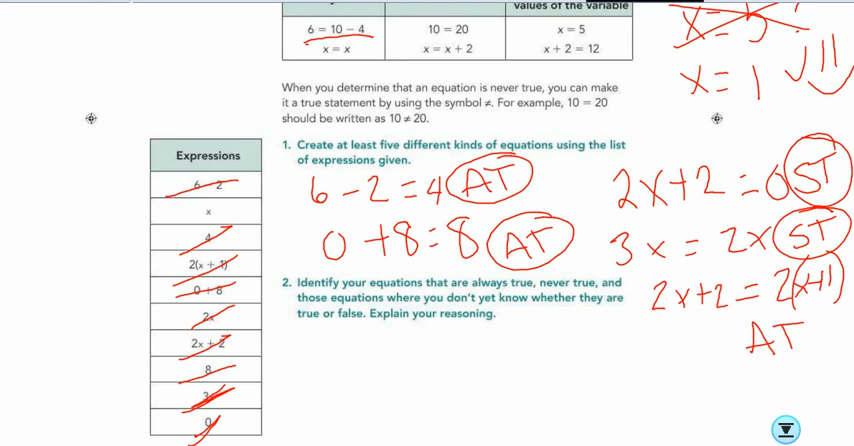 values of the variable
6 = 10 − 4
10 = 20
x = 5
x = x
x = x + 2
x + 2 = 12
x = 1
When you determine that an equation is never true, you can make
it a true statement by using the symbol ≠. For example, 10 = 20
should be written as 10 ≠ 20.
1. Create at least five different kinds of equations using the list
of expressions given.
6 − 2 = 4 AT
0 + 8 = 8 AT
2x + 2 = 0 ST
3x = 2x ST
2x + 2 = 2(x+1)
AT
2. Identify your equations that are always true, never true, and
those equations where you don't yet know whether they are
true or false. Explain your reasoning.
Expressions
6 − 2
x
4
2(x + 1)
0 + 8
2x
2x + 2
8
0